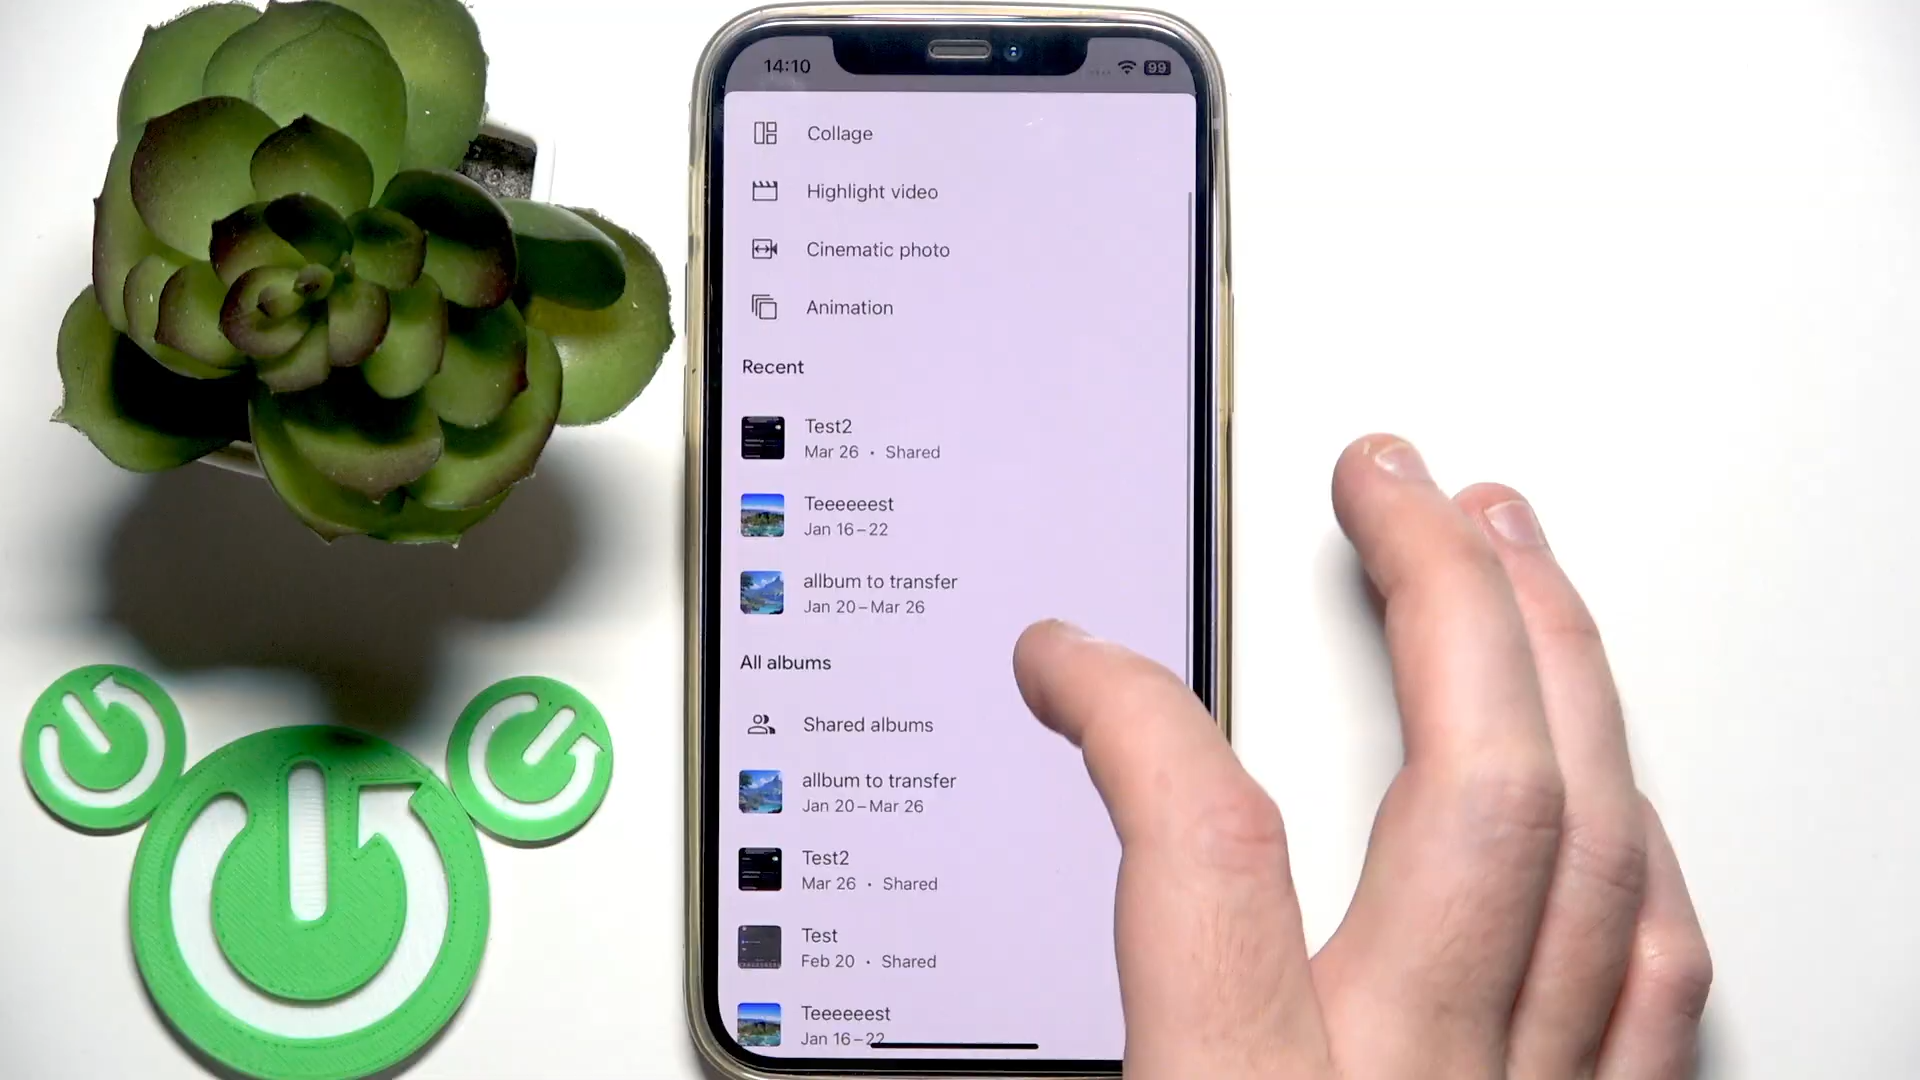 14:10
99
Collage
Highlight video
Cinematic photo
Animation
Recent
Test2
Mar 26 • Shared
Teeeeeest
Jan 16 – 22
allbum to transfer
Jan 20 – Mar 26
All albums
Shared albums
allbum to transfer
Jan 20 – Mar 26
Test2
Mar 26 • Shared
Test
Feb 20 • Shared
Teeeeeest
Jan 16 – 22